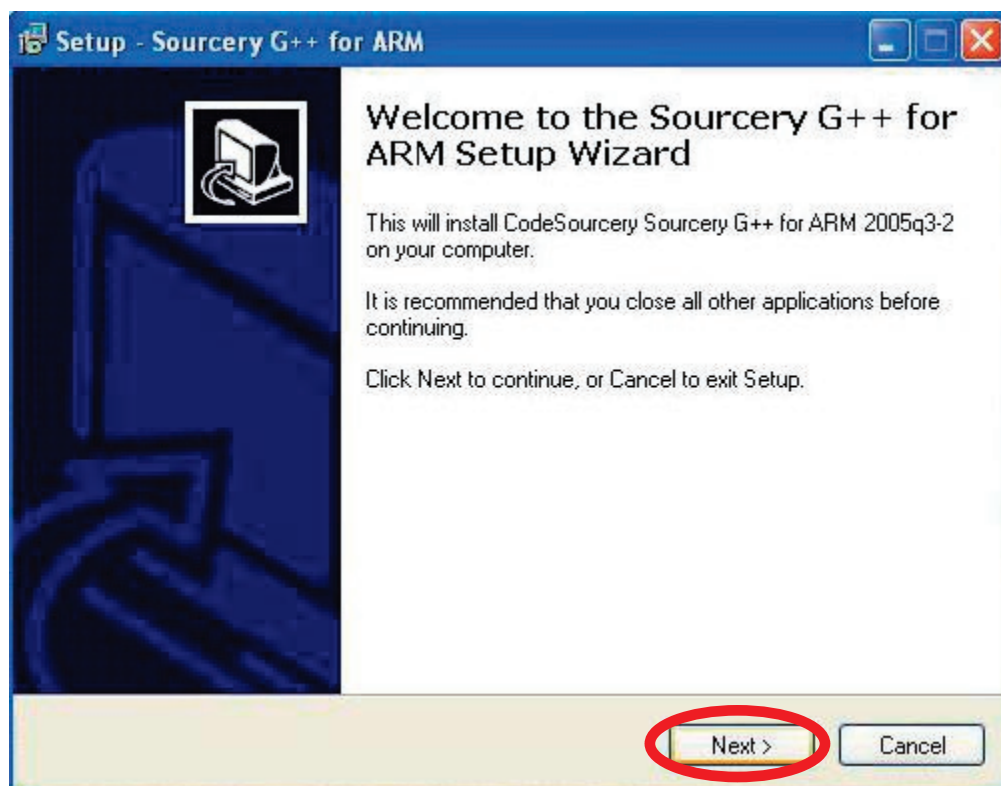 Setup - Sourcery G++ for ARM
Welcome to the Sourcery G++ for
ARM Setup Wizard
This will install CodeSourcery Sourcery G++ for ARM 2005q3-2
on your computer.
It is recommended that you close all other applications before
continuing.
Click Next to continue, or Cancel to exit Setup.
Next >
Cancel